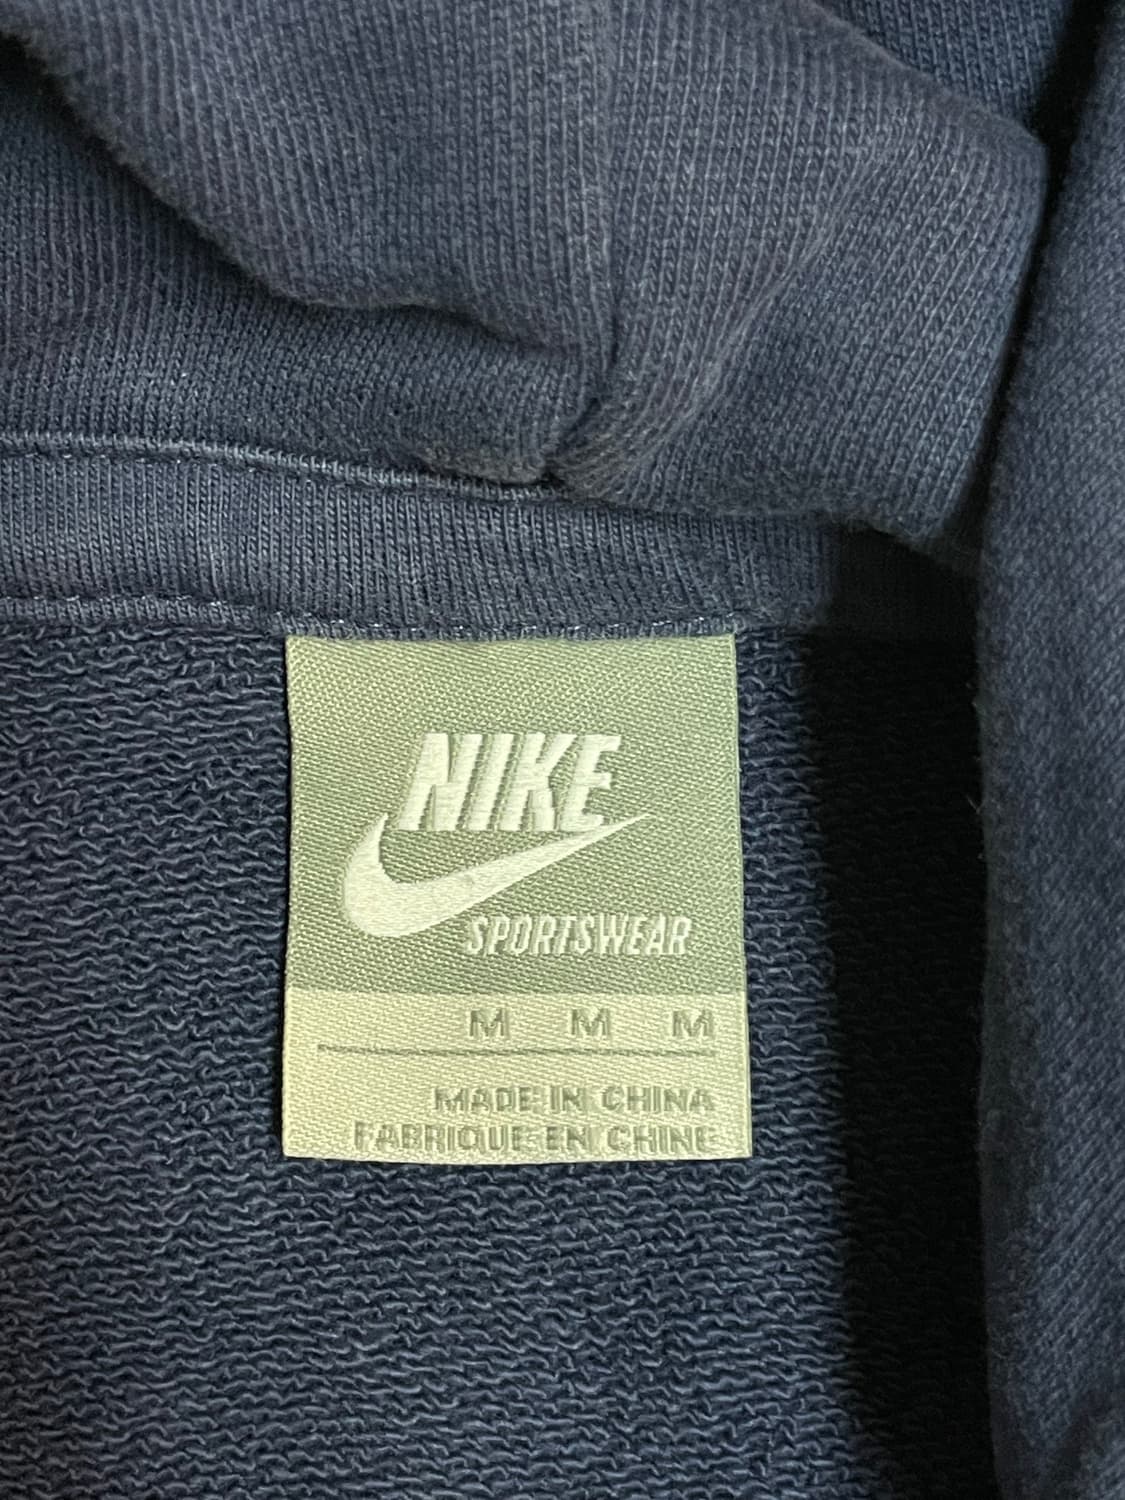 NIKE
SPORTSWEAR
M M M
MADE IN CHINA
FABRIQUE EN CHINE